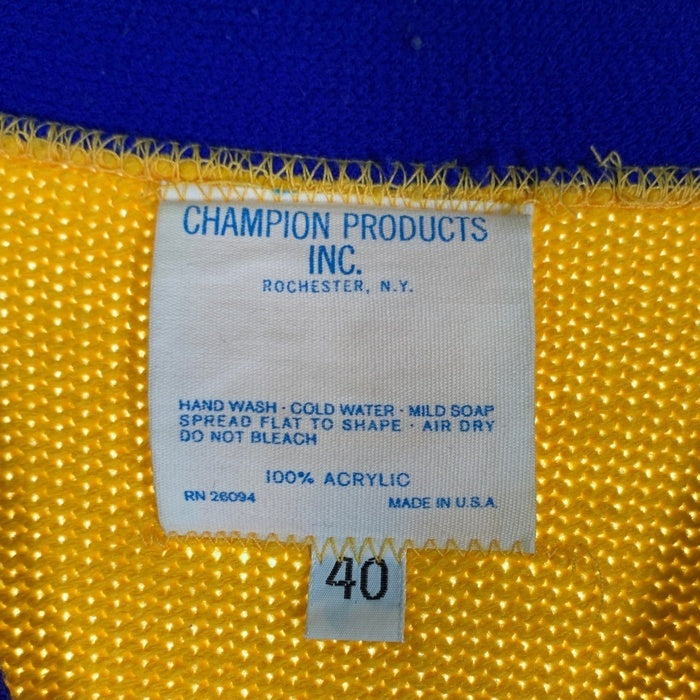 CHAMPION PRODUCTS
INC.
ROCHESTER, N.Y.
HAND WASH · COLD WATER · MILD SOAP
SPREAD FLAT TO SHAPE · AIR DRY
DO NOT BLEACH
100% ACRYLIC
RN 26094 MADE IN U.S.A.
40